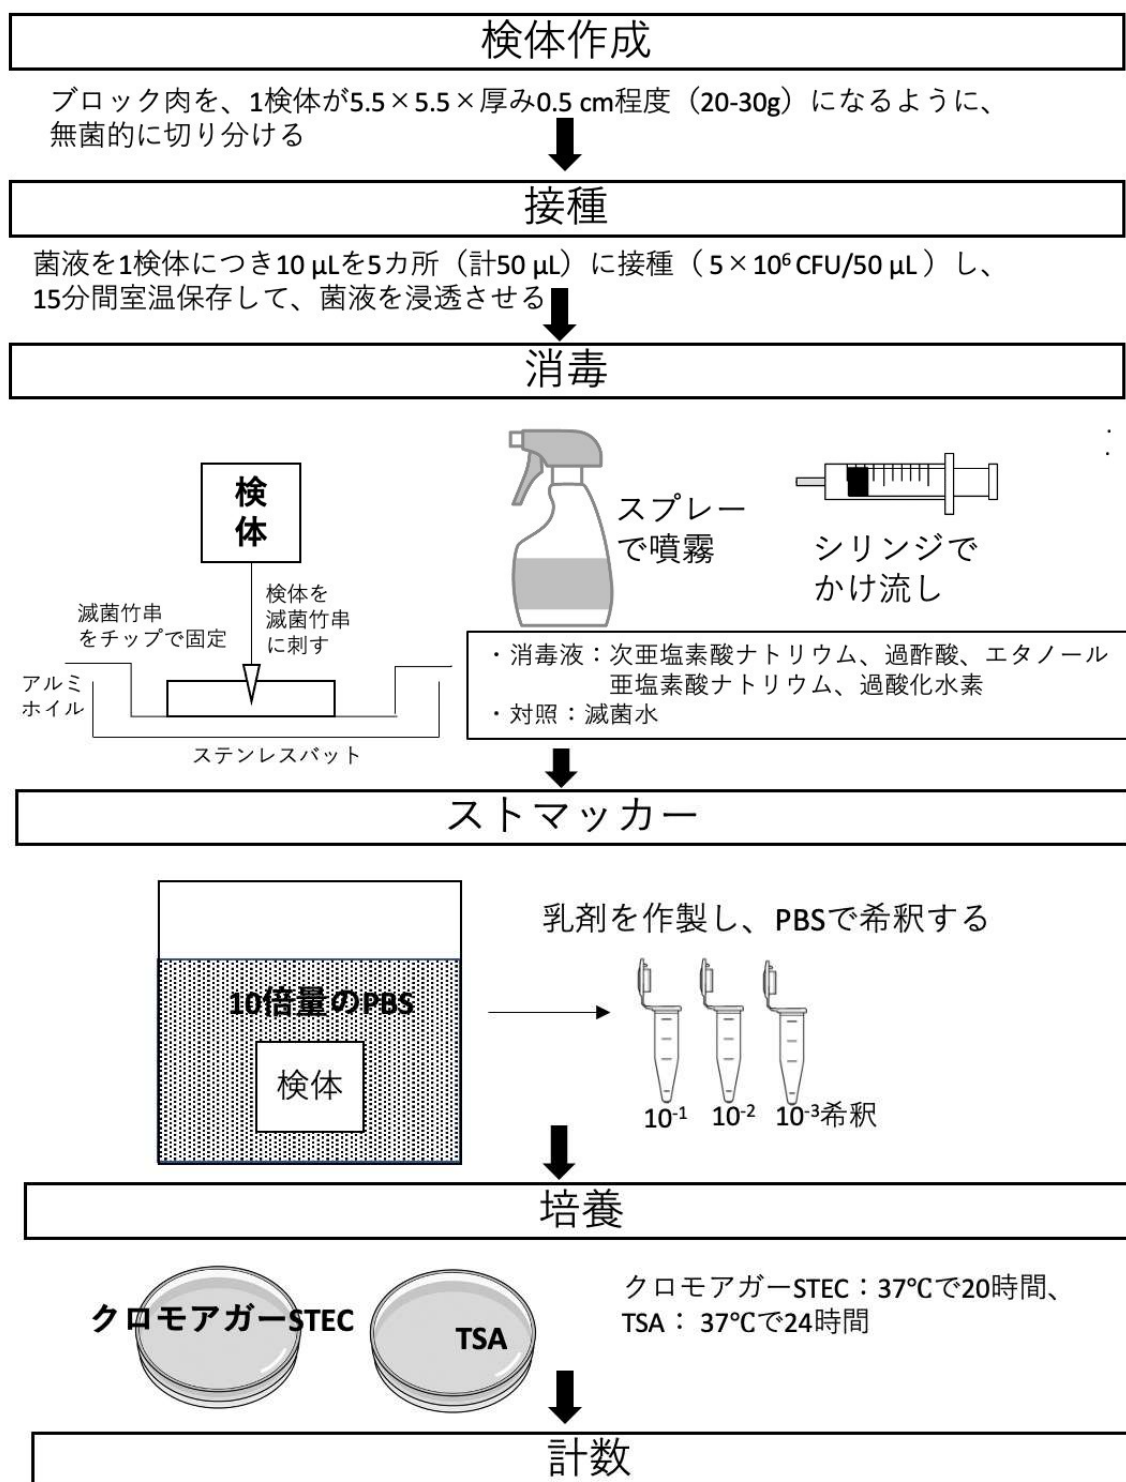 検体作成
ブロック肉を、1検体が5.5×5.5×厚み0.5 cm程度（20-30g）になるように、
無菌的に切り分ける
接種
菌液を1検体につき10 µLを5カ所（計50 µL）に接種（ 5×10⁶ CFU/50 µL ）し、
15分間室温保存して、菌液を浸透させる
消毒
検
体
滅菌竹串
をチップで固定
検体を
滅菌竹串
に刺す
アルミ
ホイル
ステンレスバット
スプレー
で噴霧
シリンジで
かけ流し
・消毒液：次亜塩素酸ナトリウム、過酢酸、エタノール
亜塩素酸ナトリウム、過酸化水素
・対照：滅菌水
ストマッカー
10倍量のPBS
検体
乳剤を作製し、PBSで希釈する
10⁻¹ 10⁻² 10⁻³希釈
培養
クロモアガーSTEC
TSA
クロモアガーSTEC：37℃で20時間、
TSA： 37℃で24時間
計数